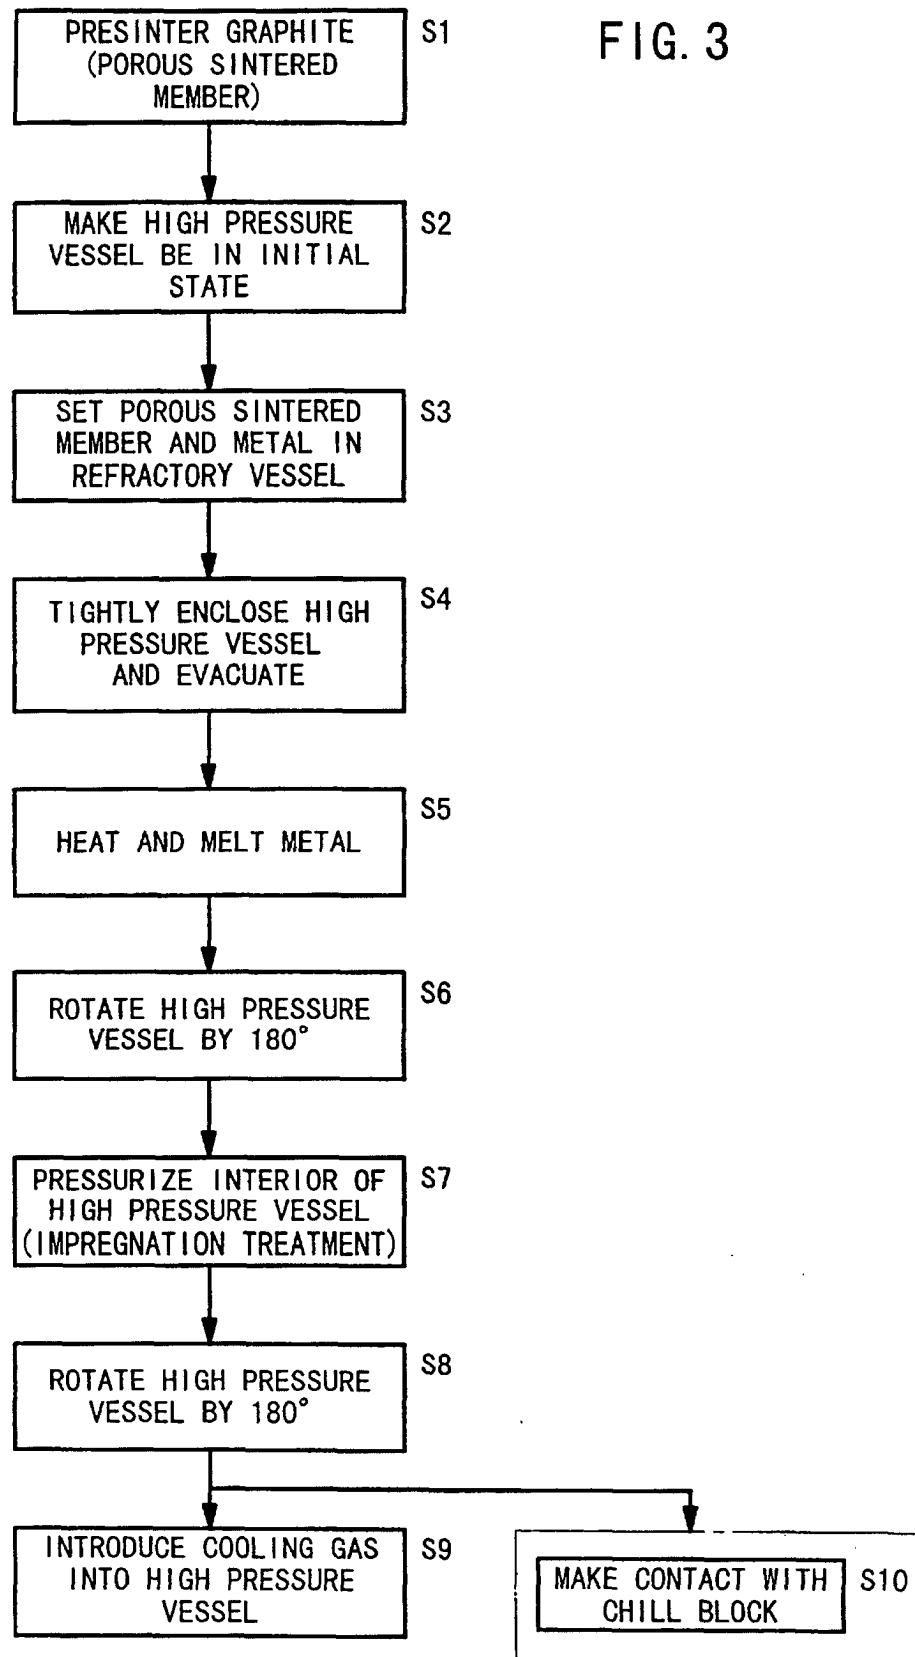 FIG. 3
PRESINTER GRAPHITE
(POROUS SINTERED
MEMBER)
S1
MAKE HIGH PRESSURE
VESSEL BE IN INITIAL
STATE
S2
SET POROUS SINTERED
MEMBER AND METAL IN
REFRACTORY VESSEL
S3
TIGHTLY ENCLOSE HIGH
PRESSURE VESSEL
AND EVACUATE
S4
HEAT AND MELT METAL
S5
ROTATE HIGH PRESSURE
VESSEL BY 180°
S6
PRESSURIZE INTERIOR OF
HIGH PRESSURE VESSEL
(IMPREGNATION TREATMENT)
S7
ROTATE HIGH PRESSURE
VESSEL BY 180°
S8
INTRODUCE COOLING GAS
INTO HIGH PRESSURE
VESSEL
S9
MAKE CONTACT WITH
CHILL BLOCK
S10